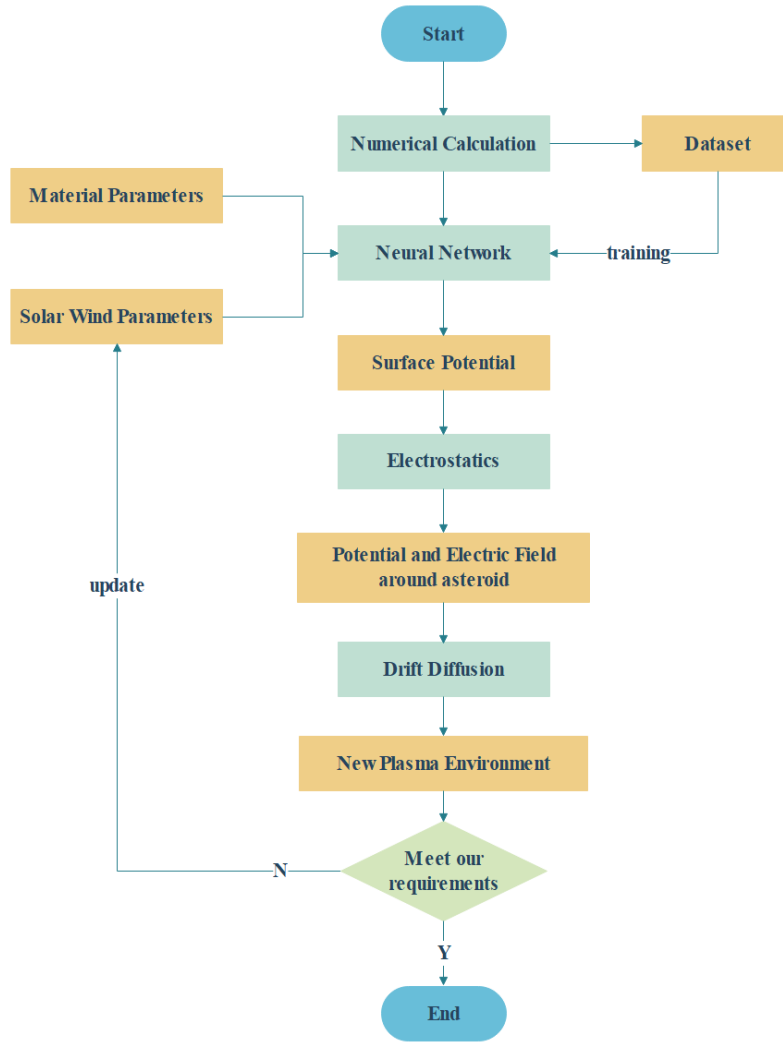 Start
Numerical Calculation
Dataset
Material Parameters
Neural Network
training
Solar Wind Parameters
Surface Potential
Electrostatics
Potential and Electric Field
around asteroid
update
Drift Diffusion
New Plasma Environment
Meet our
requirements
N
Y
End